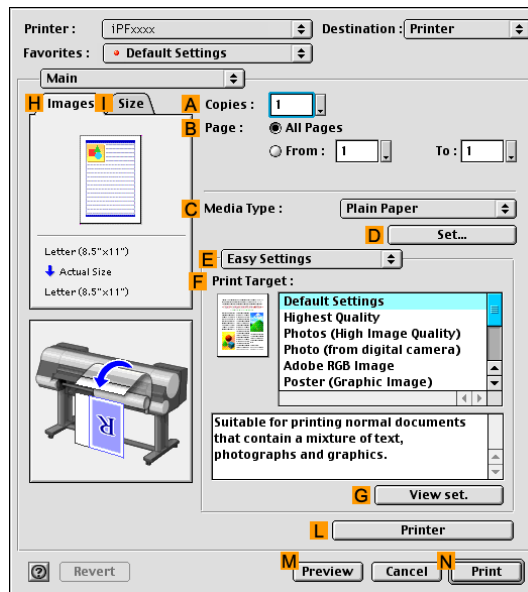 Printer : iPFxxxx Destination : Printer
Favorites : Default Settings
Main
H Images I Size
A Copies : 1
B Page : All Pages
From : 1 To : 1
C Media Type : Plain Paper
D Set...
Letter (8.5"x11")
Actual Size
Letter (8.5"x11")
E Easy Settings
F Print Target :
Default Settings
Highest Quality
Photos (High Image Quality)
Photo (from digital camera)
Adobe RGB Image
Poster (Graphic Image)
R
Suitable for printing normal documents
that contain a mixture of text,
photographs and graphics.
G View set.
L Printer
? Revert M Preview Cancel N Print